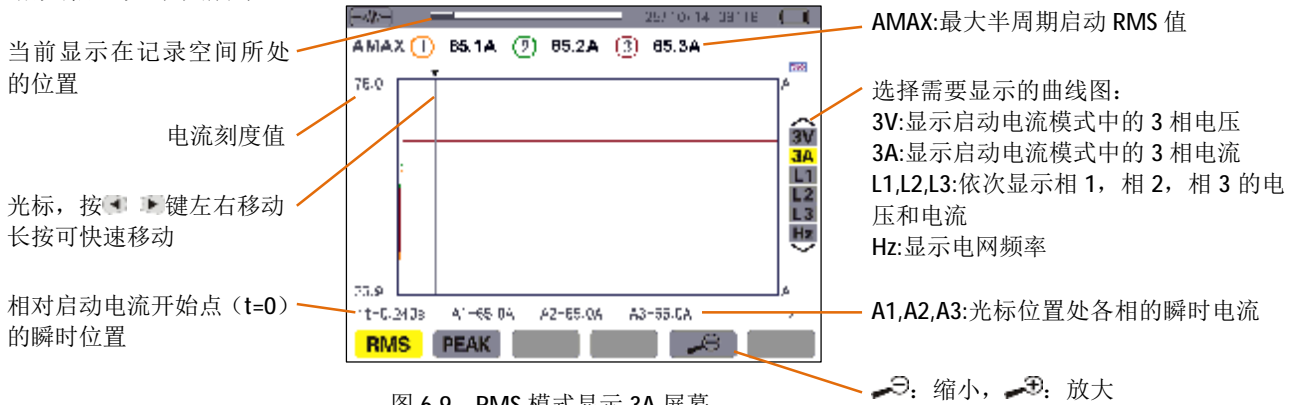 当前显示在记录空间所处
的位置
电流刻度值
光标，按 键左右移动
长按可快速移动
相对启动电流开始点（t=0）
的瞬时位置
AMAX 1 65.1A 2 65.2A 3 65.3A
A
3V
3A
L1
L2
L3
Hz
A
RMS PEAK
AMAX:最大半周期启动 RMS 值
选择需要显示的曲线图：
3V:显示启动电流模式中的 3 相电压
3A:显示启动电流模式中的 3 相电流
L1,L2,L3:依次显示相 1，相 2，相 3 的电
压和电流
Hz:显示电网频率
A1,A2,A3:光标位置处各相的瞬时电流
：缩小， ：放大
图 6-9 RMS 模式显示 3A 屏幕